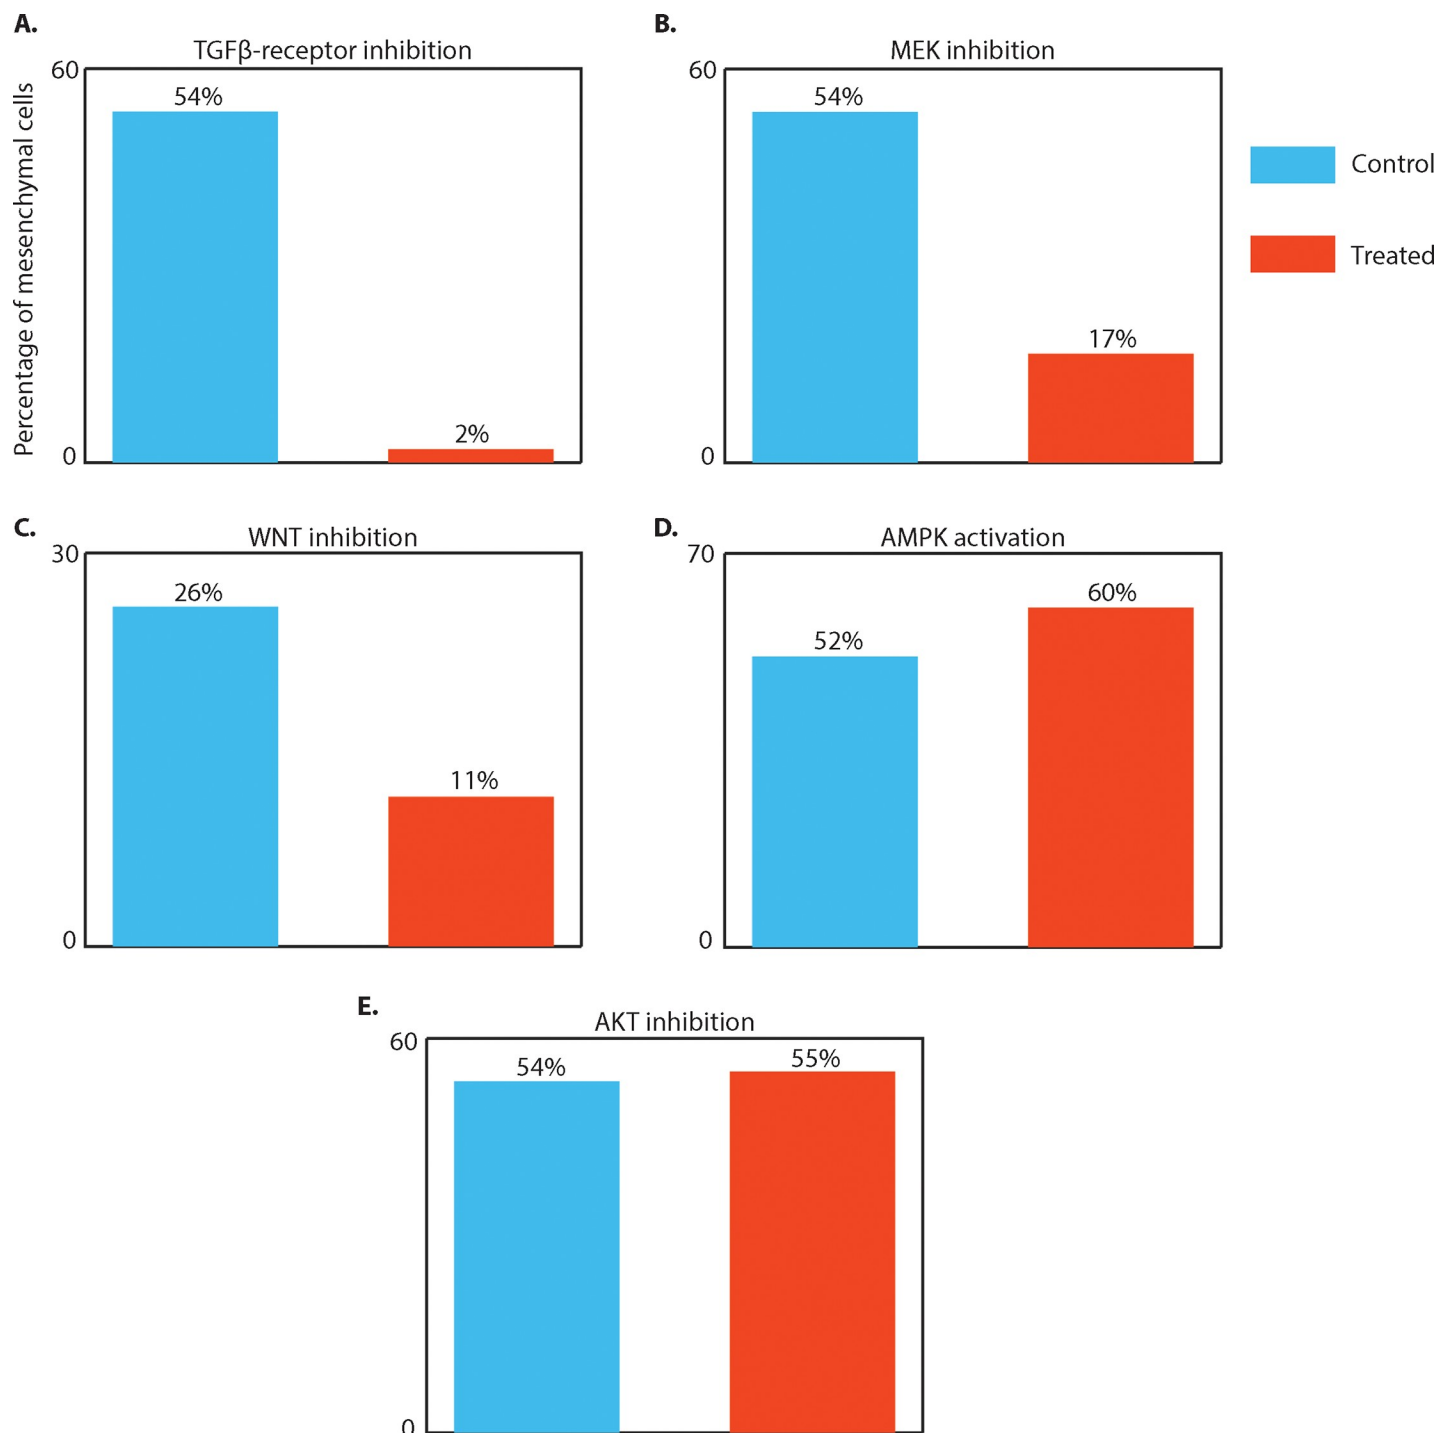 A.
TGFβ-receptor inhibition
60
54%
2%
0
Percentage of mesenchymal cells
B.
MEK inhibition
60
54%
17%
0
Control
Treated
C.
WNT inhibition
30
26%
11%
0
D.
AMPK activation
70
52%
60%
0
E.
AKT inhibition
60
54%
55%
0